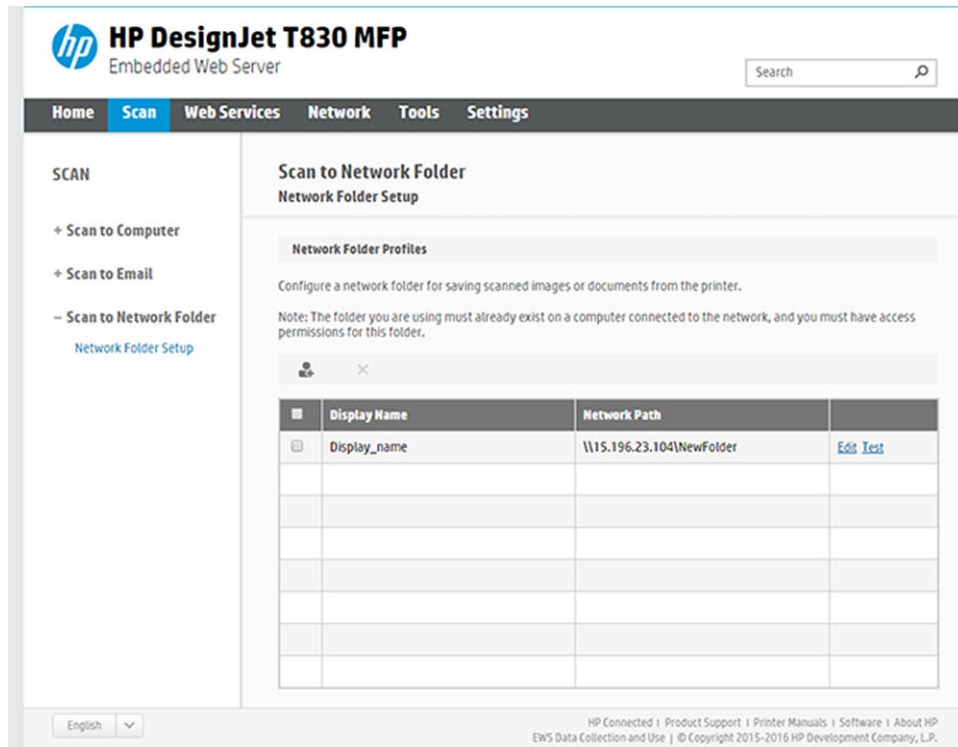 hp
HP DesignJet T830 MFP
Embedded Web Server
Search
Home Scan Web Services Network Tools Settings
SCAN
+ Scan to Computer
+ Scan to Email
– Scan to Network Folder
Network Folder Setup
Scan to Network Folder
Network Folder Setup
Network Folder Profiles
Configure a network folder for saving scanned images or documents from the printer.
Note: The folder you are using must already exist on a computer connected to the network, and you must have access
permissions for this folder.
Display Name Network Path
Display_name \\15.196.23.104\NewFolder Edit Test
English
HP Connected | Product Support | Printer Manuals | Software | About HP
EWS Data Collection and Use | © Copyright 2015-2016 HP Development Company, L.P.